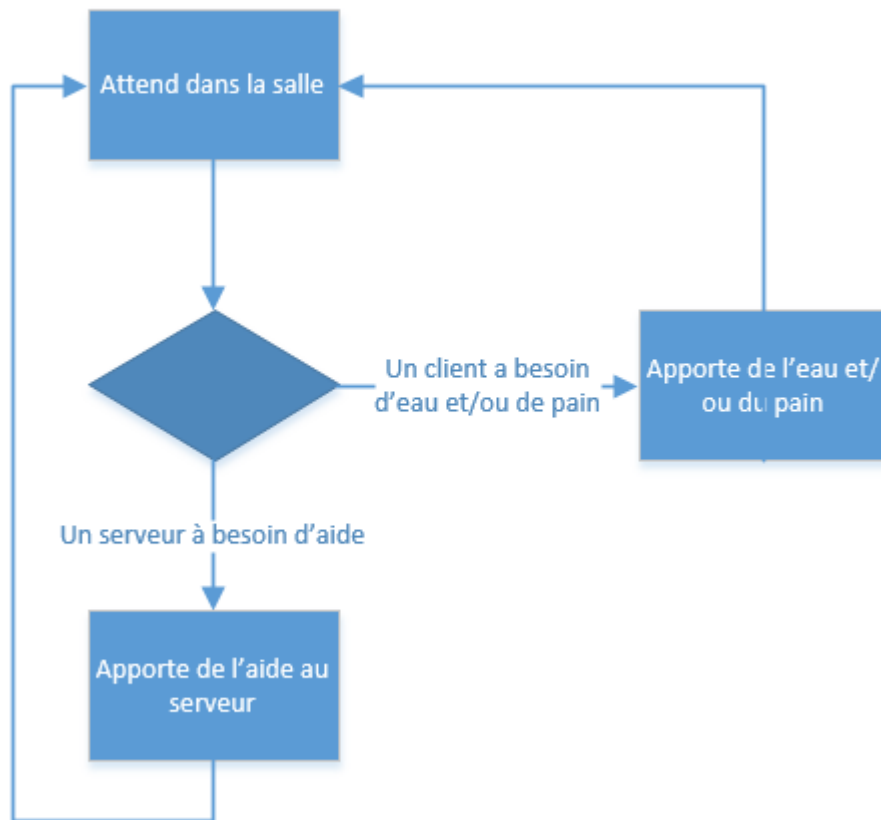 Attend dans la salle
Un client a besoin
d'eau et/ou de pain
Apporte de l'eau et/
ou du pain
Un serveur à besoin d'aide
Apporte de l'aide au
serveur